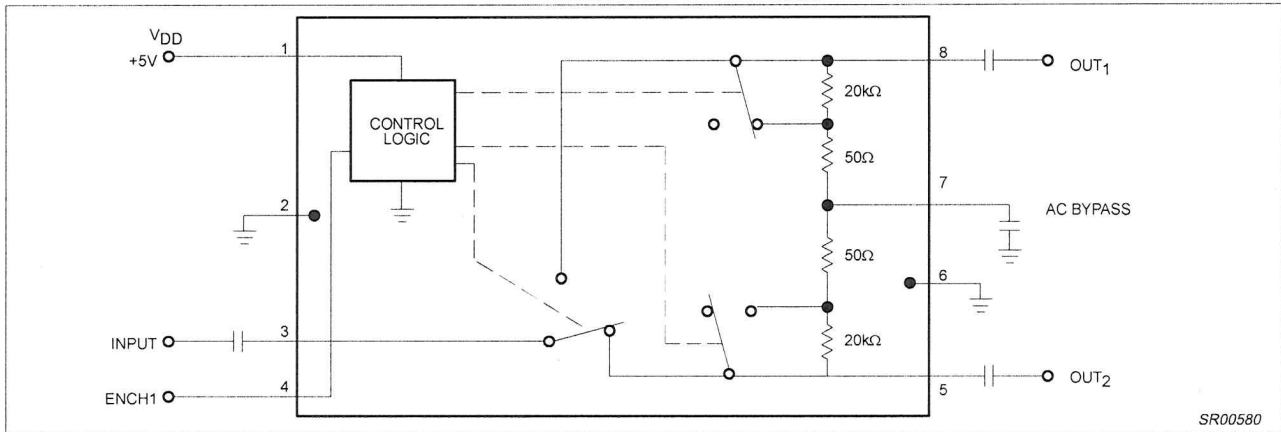 VDD
+5V
1
CONTROL
LOGIC
2
INPUT
3
ENCH1
4
8
OUT1
20kΩ
50Ω
7
AC BYPASS
50Ω
6
20kΩ
5
OUT2
SR00580